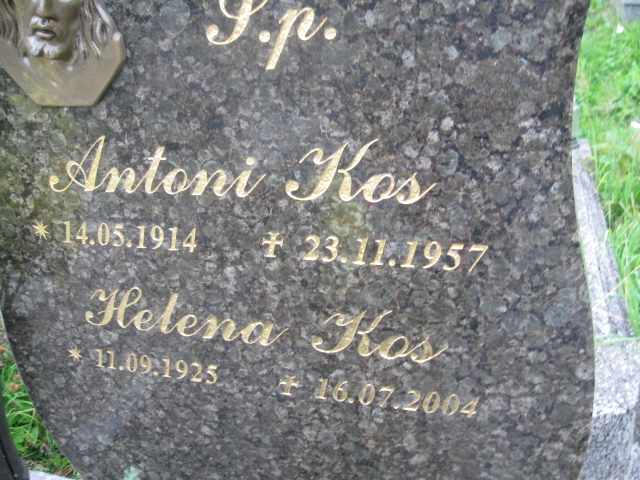 Ś.p.
Antoni Kos
* 14.05.1914 ✝ 23.11.1957
Helena Kos
* 11.09.1925 ✝ 16.07.2004